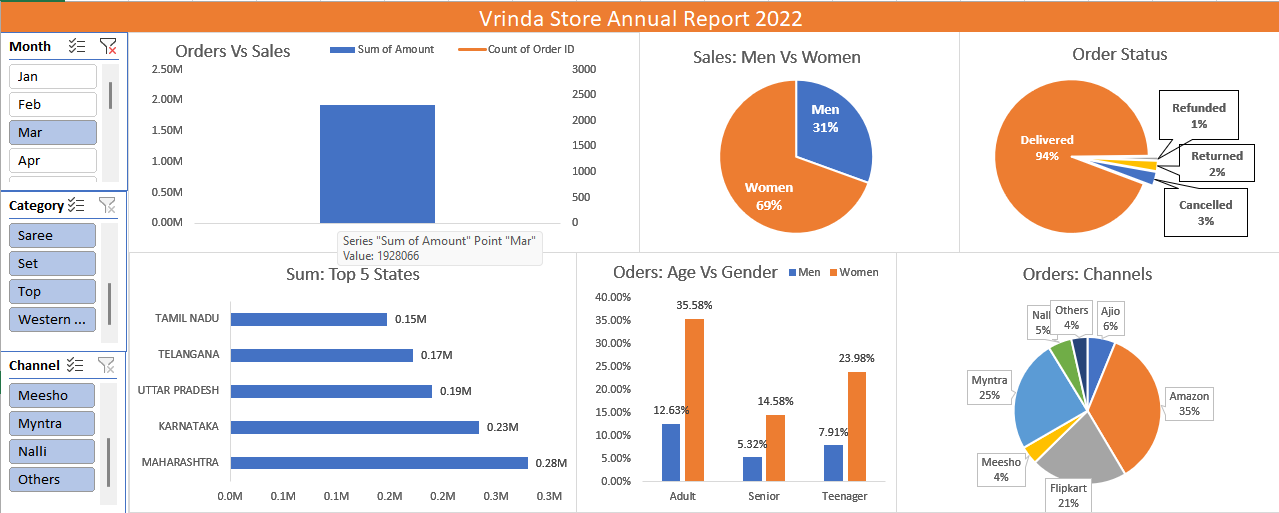 Vrinda Store Annual Report 2022
Month
Jan
Feb
Mar
Apr
Category
Saree
Set
Top
Western ...
Channel
Meesho
Myntra
Nalli
Others
Orders Vs Sales
Sum of Amount
Count of Order ID
2.50M
2.00M
1.50M
1.00M
0.50M
0.00M
3000
2500
2000
1500
1000
500
0
Series "Sum of Amount" Point "Mar"
Value: 1928066
Sales: Men Vs Women
Men
31%
Women
69%
Order Status
Delivered
94%
Refunded
1%
Returned
2%
Cancelled
3%
Sum: Top 5 States
TAMIL NADU
0.15M
TELANGANA
0.17M
UTTAR PRADESH
0.19M
KARNATAKA
0.23M
MAHARASHTRA
0.28M
0.0M
0.1M
0.1M
0.2M
0.2M
0.3M
0.3M
Oders: Age Vs Gender
Men
Women
40.00%
35.00%
30.00%
25.00%
20.00%
15.00%
10.00%
5.00%
0.00%
12.63%
35.58%
5.32%
14.58%
7.91%
23.98%
Adult
Senior
Teenager
Orders: Channels
Nall
5%
Others
4%
Ajio
6%
Myntra
25%
Amazon
35%
Meesho
4%
Flipkart
21%